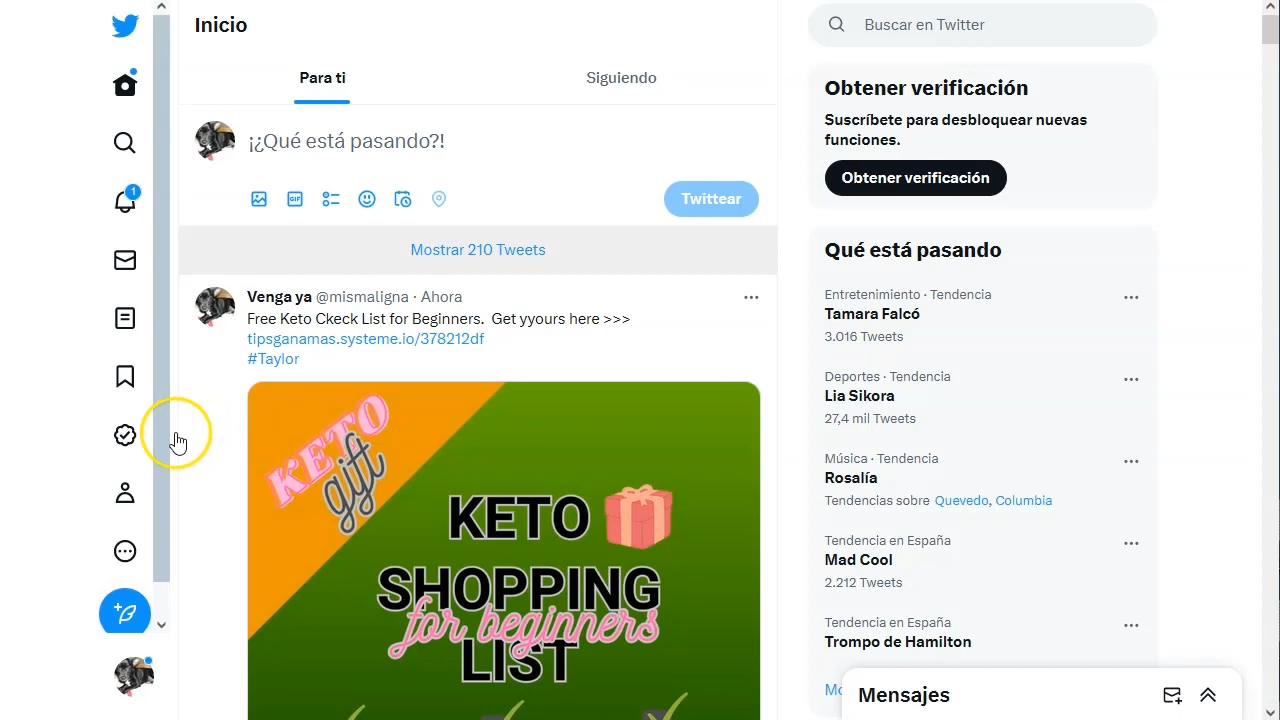 Inicio
Para ti
Siguiendo
¡¿Qué está pasando?!
GIF
Twittear
Mostrar 210 Tweets
Venga ya @mismaligna · Ahora
Free Keto Ckeck List for Beginners.  Get yyours here >>>
tipsganamas.systeme.io/378212df
#Taylor
KETO
gift
KETO
SHOPPING
for beginners
LIST
1
Buscar en Twitter
Obtener verificación
Suscríbete para desbloquear nuevas
funciones.
Obtener verificación
Qué está pasando
Entretenimiento · Tendencia
Tamara Falcó
3.016 Tweets
Deportes · Tendencia
Lia Sikora
27,4 mil Tweets
Música · Tendencia
Rosalía
Tendencias sobre Quevedo, Columbia
Tendencia en España
Mad Cool
2.212 Tweets
Tendencia en España
Trompo de Hamilton
Mensajes